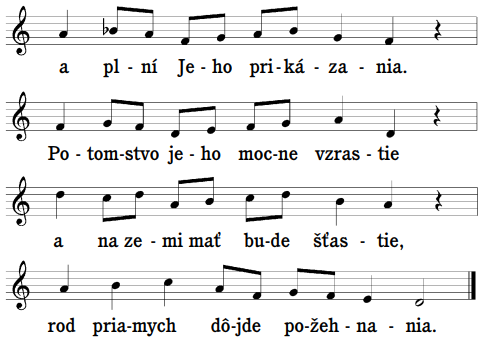 a pl - ní Je - ho pri - ká - za - nia.
Po - tom-stvo je - ho moc-ne vzras - tie
a na ze - mi mať bu-de šťas - tie,
rod pria-mych dô-jde po-žeh - na - nia.